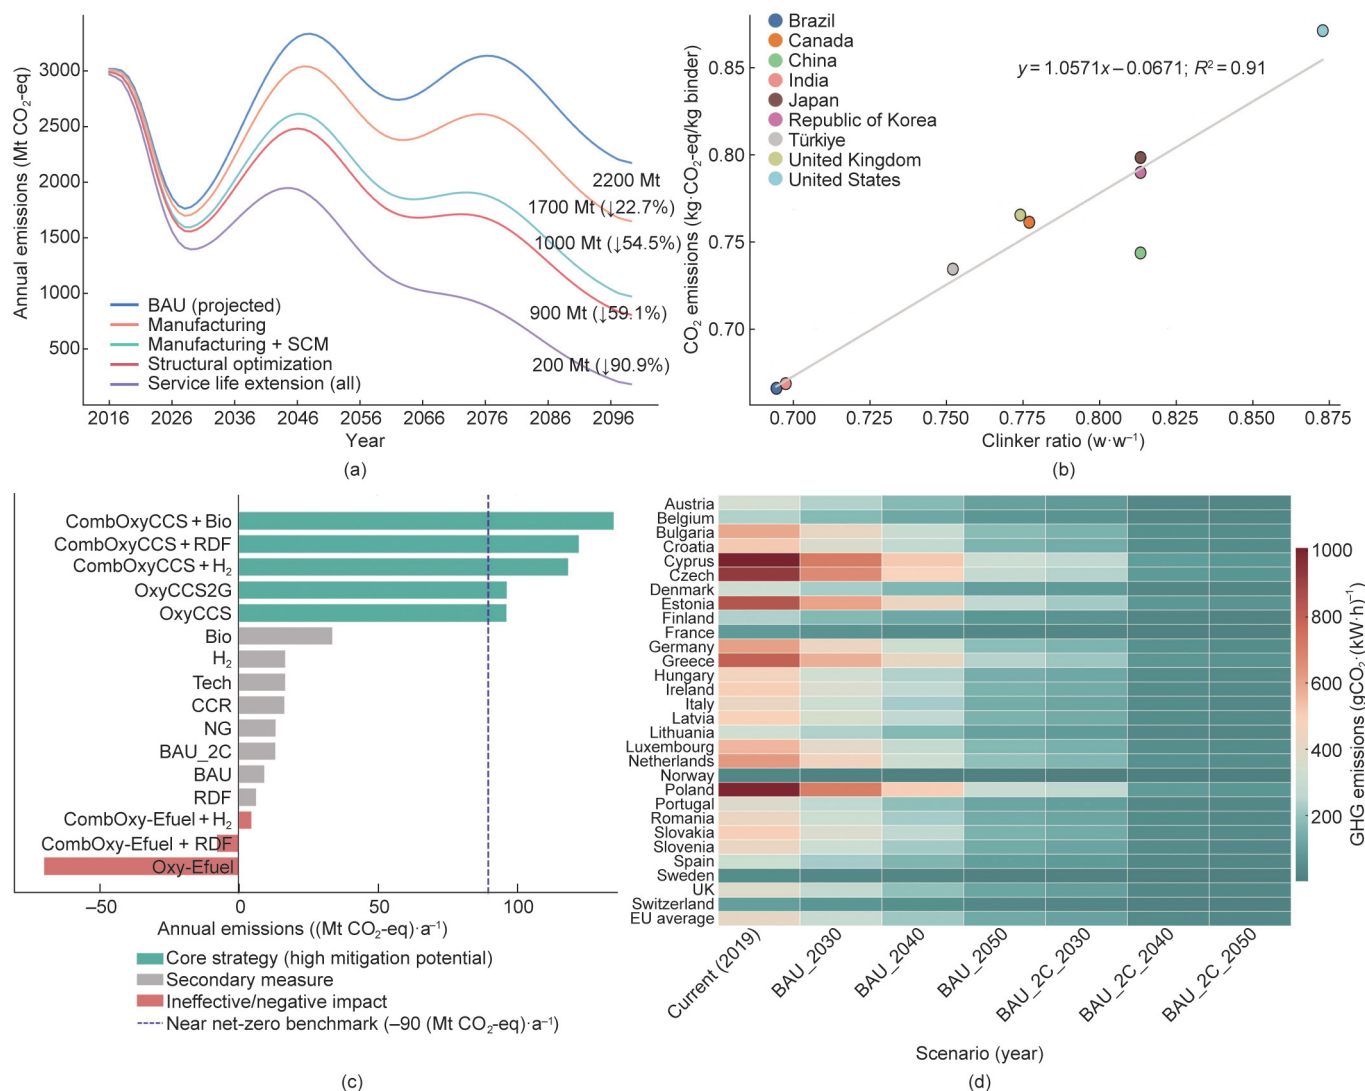 Annual emissions (Mt CO₂-eq)
3000
2500
2000
1500
1000
500
2200 Mt
1700 Mt (↓22.7%)
1000 Mt (↓54.5%)
900 Mt (↓59.1%)
200 Mt (↓90.9%)
BAU (projected)
Manufacturing
Manufacturing + SCM
Structural optimization
Service life extension (all)
2016 2026 2036 2046 2056 2066 2076 2086 2096
Year
(a)
CO₂ emissions (kg·CO₂-eq/kg binder)
0.85
0.80
0.75
0.70
Brazil
Canada
China
India
Japan
Republic of Korea
Türkiye
United Kingdom
United States
y = 1.0571x – 0.0671; R² = 0.91
0.700 0.725 0.750 0.775 0.800 0.825 0.850 0.875
Clinker ratio (w·w⁻¹)
(b)
CombOxyCCS + Bio
CombOxyCCS + RDF
CombOxyCCS + H₂
OxyCCS2G
OxyCCS
Bio
H₂
Tech
CCR
NG
BAU_2C
BAU
RDF
CombOxy-Efuel + H₂
CombOxy-Efuel + RDF
Oxy-Efuel
–50 0 50 100
Annual emissions ((Mt CO₂-eq)·a⁻¹)
Core strategy (high mitigation potential)
Secondary measure
Ineffective/negative impact
Near net-zero benchmark (–90 (Mt CO₂-eq)·a⁻¹)
(c)
Austria
Belgium
Bulgaria
Croatia
Cyprus
Czech
Denmark
Estonia
Finland
France
Germany
Greece
Hungary
Ireland
Italy
Latvia
Lithuania
Luxembourg
Netherlands
Norway
Poland
Portugal
Romania
Slovakia
Slovenia
Spain
Sweden
UK
Switzerland
EU average
Current (2019)
BAU_2030
BAU_2040
BAU_2050
BAU_2C_2030
BAU_2C_2040
BAU_2C_2050
Scenario (year)
1000
800
600
400
200
GHG emissions (gCO₂·(kW·h)⁻¹)
(d)